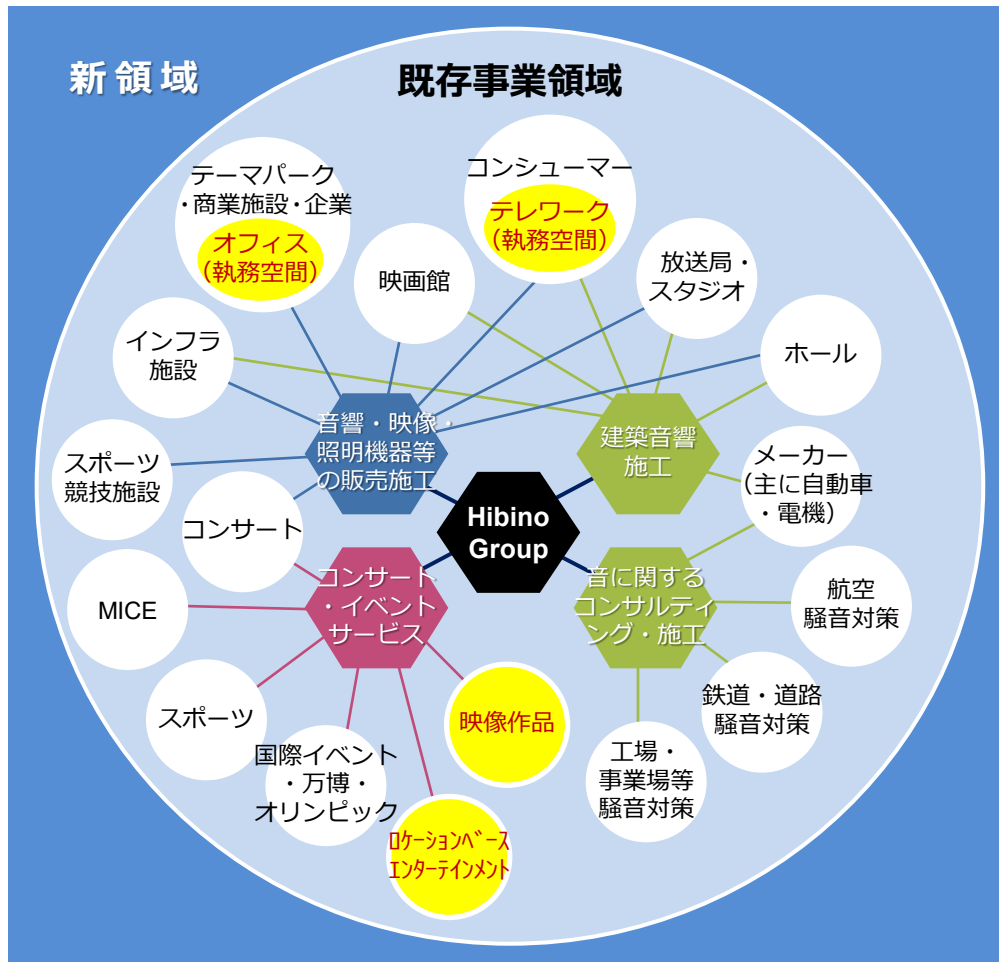 新領域
既存事業領域
テーマパーク
・商業施設・企業
オフィス
（執務空間）
コンシューマー
テレワーク
（執務空間）
映画館
放送局・
スタジオ
インフラ
施設
ホール
音響・映像・
照明機器等
の販売施工
建築音響
施工
スポーツ
競技施設
メーカー
（主に自動車
・電機）
コンサート
Hibino
Group
コンサート
・イベント
サービス
音に関する
コンサルティ
ング・施工
MICE
航空
騒音対策
スポーツ
映像作品
鉄道・道路
騒音対策
国際イベント
・万博・
オリンピック
工場・
事業場等
騒音対策
ﾛｹｰｼｮﾝﾍﾞｰｽ
ｴﾝﾀｰﾃｲﾝﾒﾝﾄ